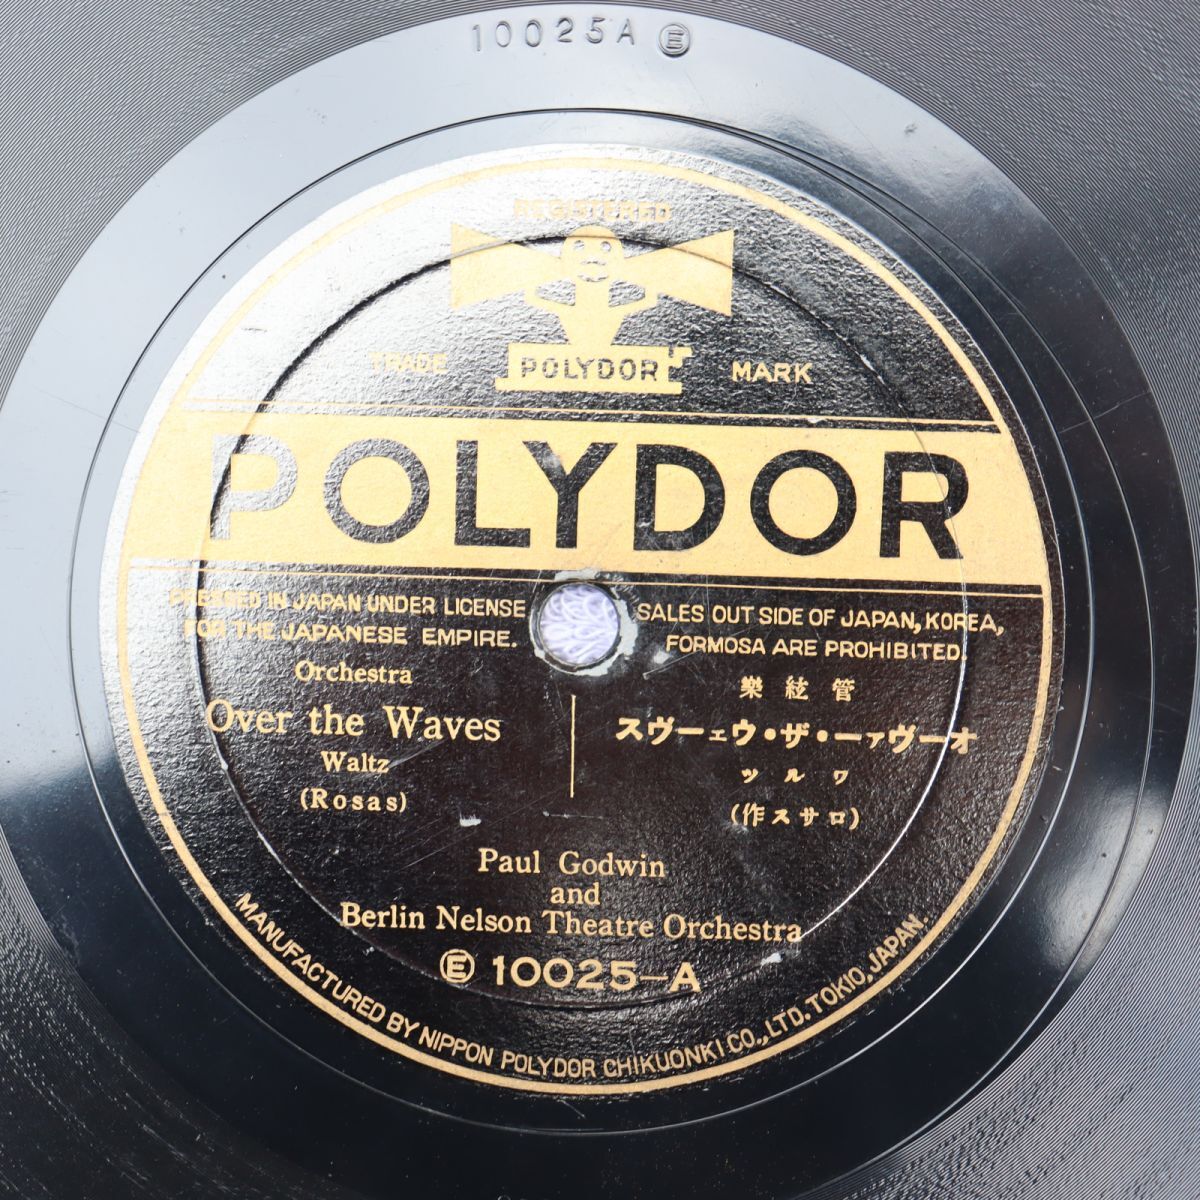 10025A Ⓔ
REGISTERED
TRADE POLYDOR MARK
POLYDOR
PRESSED IN JAPAN UNDER LICENSE
FOR THE JAPANESE EMPIRE.
SALES OUT SIDE OF JAPAN, KOREA,
FORMOSA ARE PROHIBITED.
Orchestra
Over the Waves
Waltz
(Rosas)
管絃樂
オーヴァー・ザ・ウェーヴス
ワルツ
(ロサス作)
Paul Godwin
and
Berlin Nelson Theatre Orchestra
Ⓔ 10025-A
MANUFACTURED BY NIPPON POLYDOR CHIKUONKI CO., LTD. TOKIO, JAPAN.